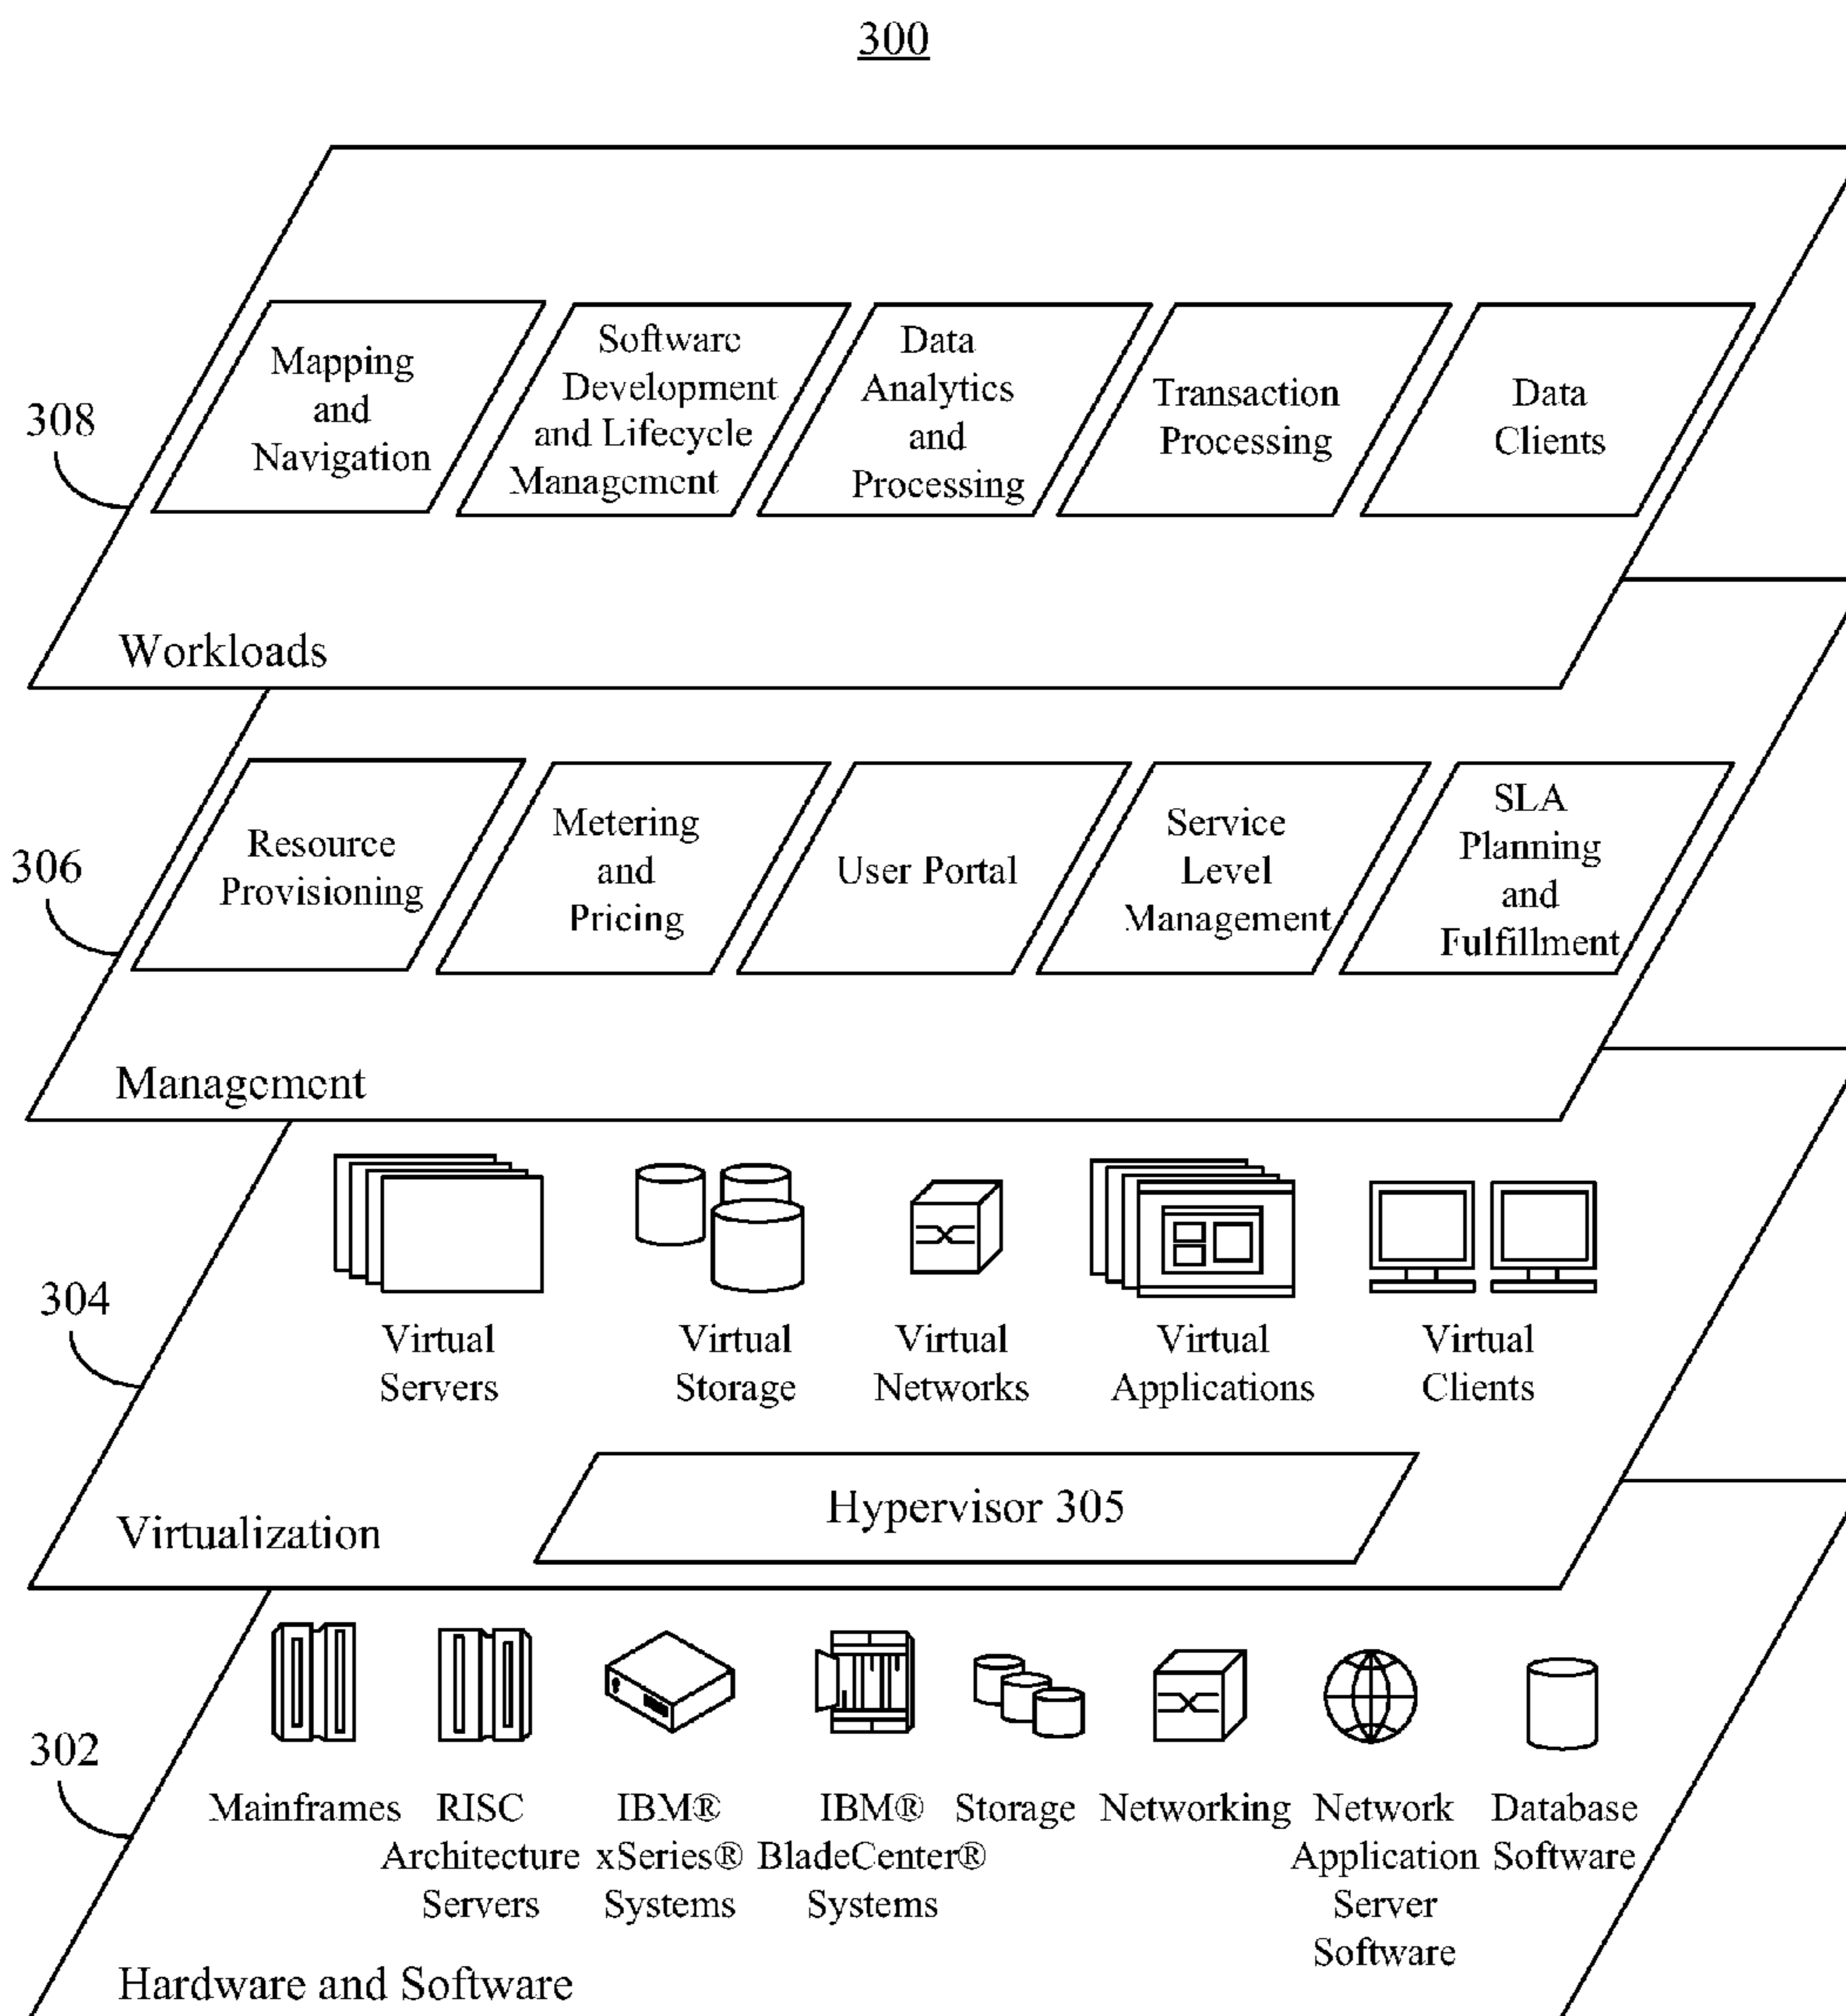 300
Mapping
and
Navigation
Software
Development
and Lifecycle
Management
Data
Analytics
and
Processing
Transaction
Processing
Data
Clients
308
Workloads
Resource
Provisioning
Metering
and
Pricing
User Portal
Service
Level
Management
SLA
Planning
and
Fulfillment
306
Management
304
Virtual
Servers
Virtual
Storage
Virtual
Networks
Virtual
Applications
Virtual
Clients
Hypervisor 305
Virtualization
302
Mainframes
RISC
Architecture
Servers
IBM®
xSeries®
Systems
IBM®
BladeCenter®
Systems
Storage
Networking
Network
Application
Server
Software
Database
Software
Hardware and Software